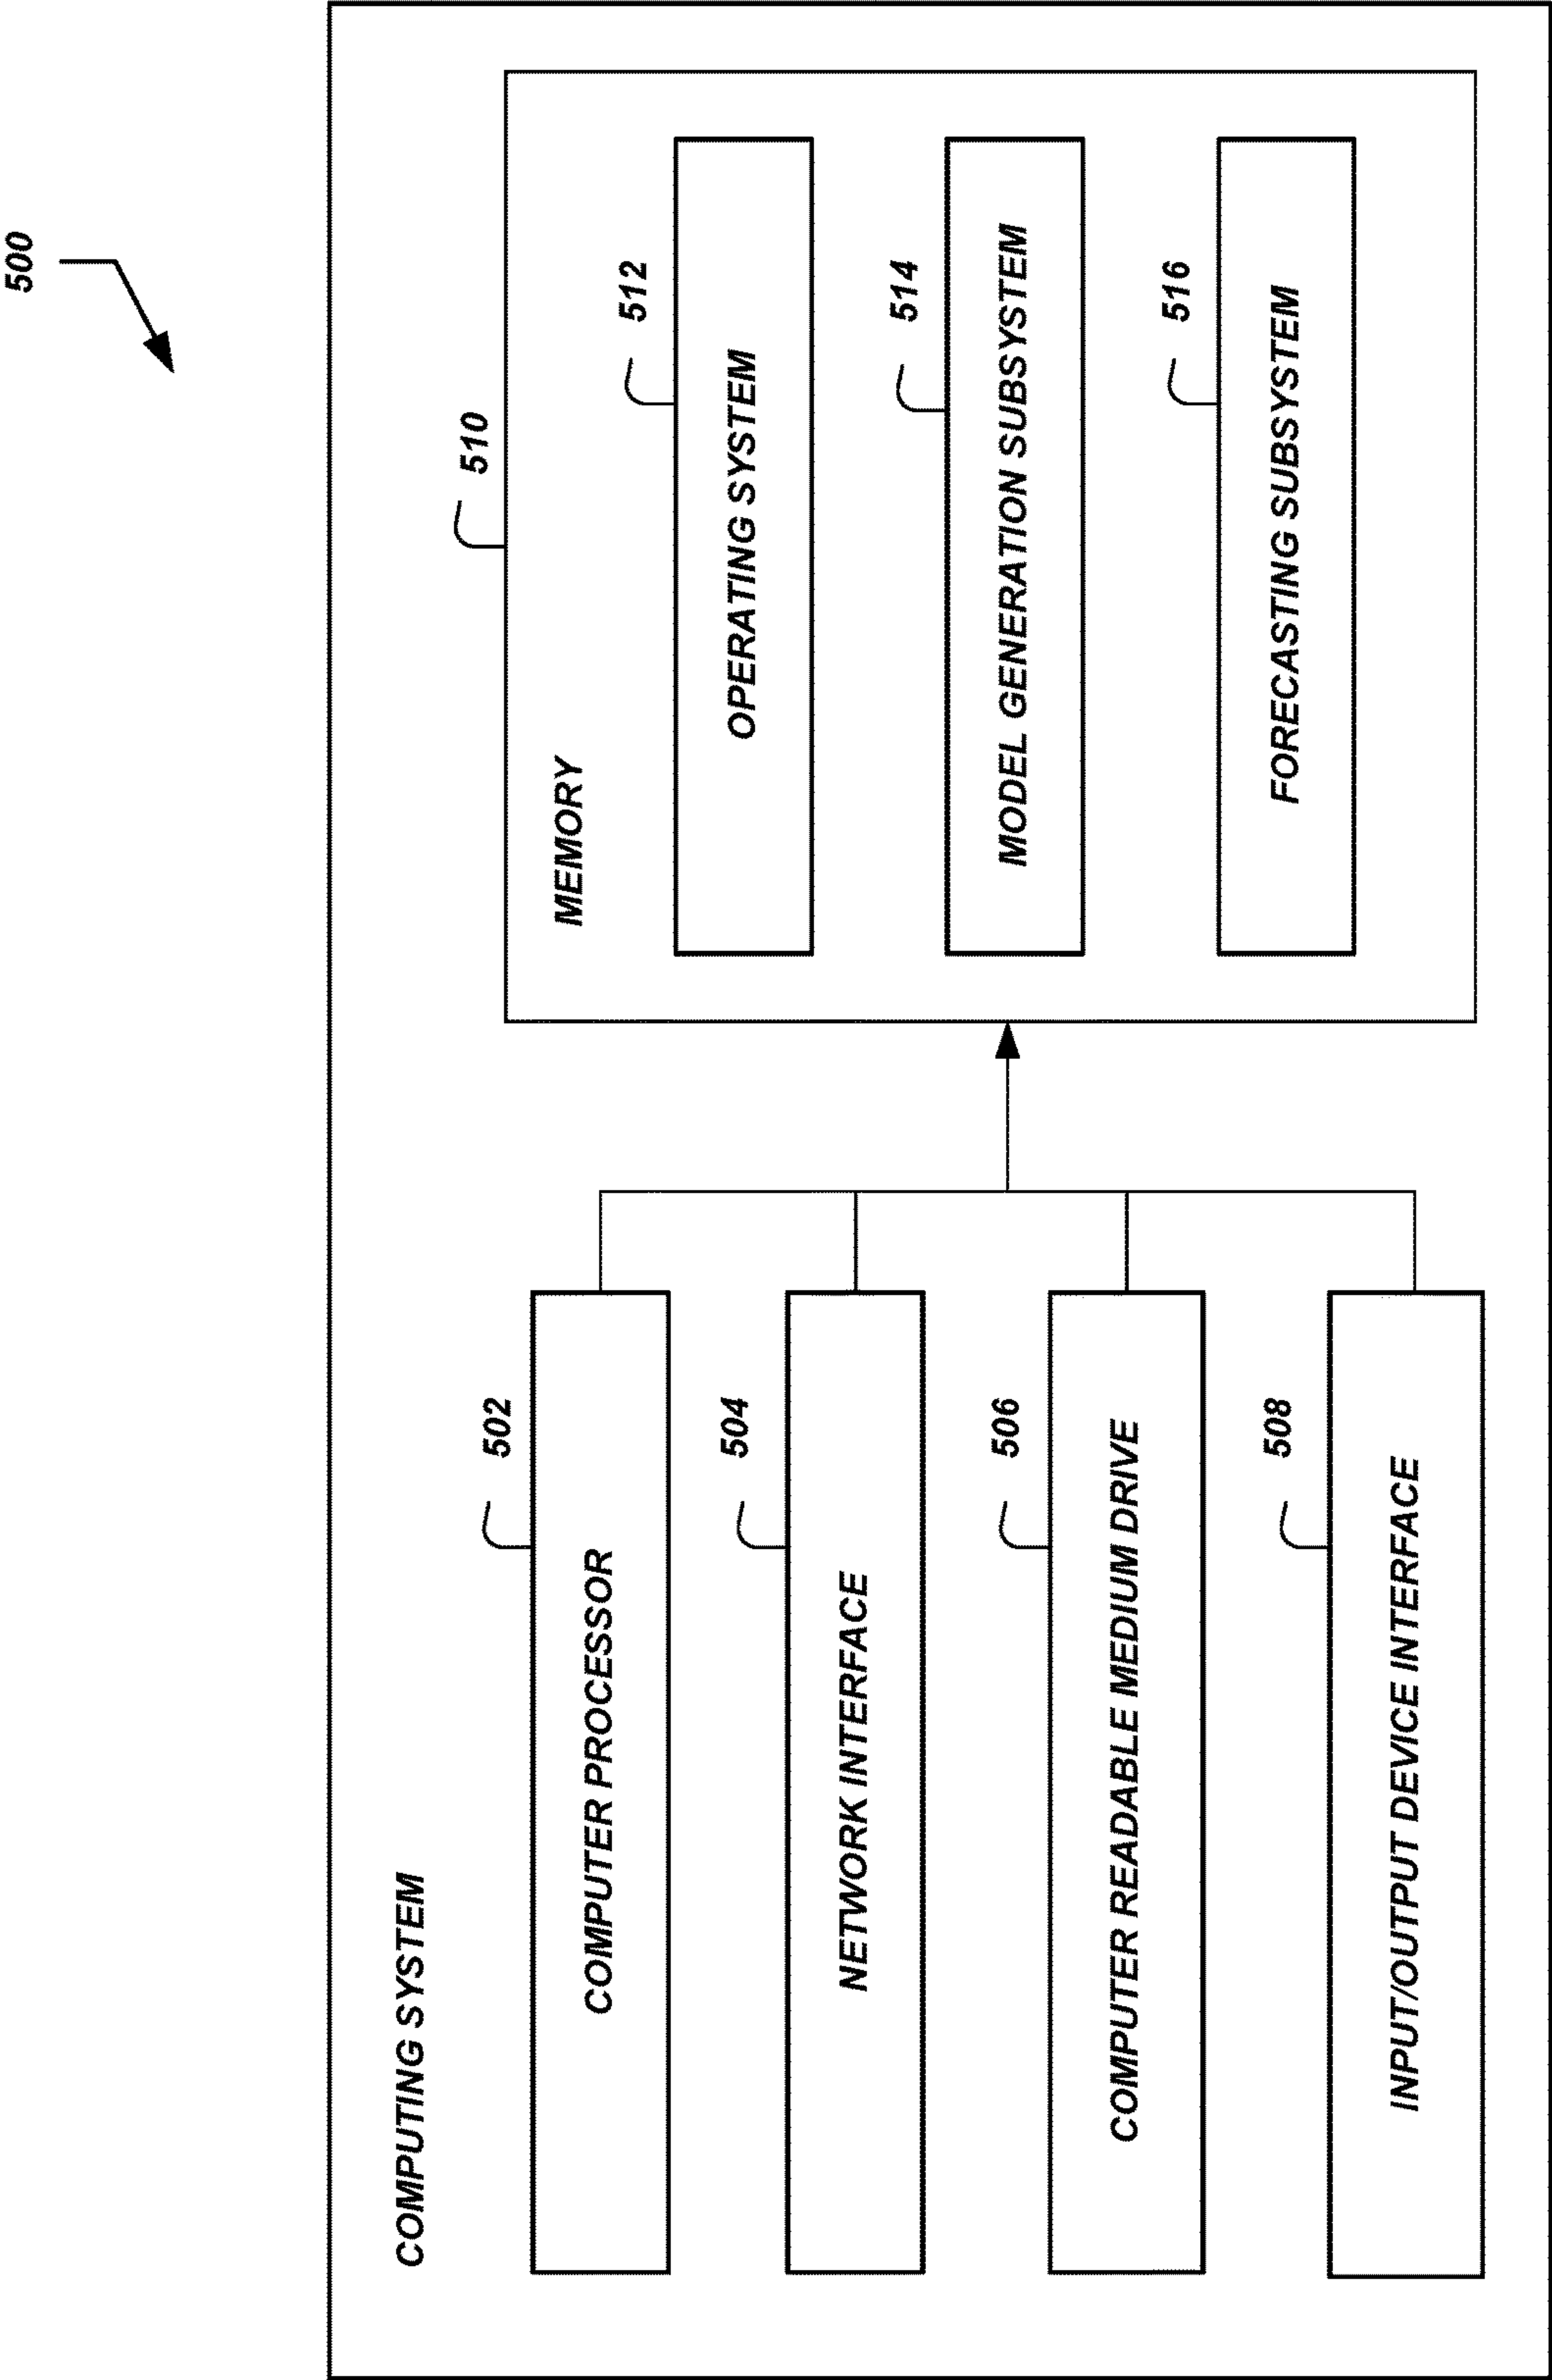 500
COMPUTING SYSTEM
502
COMPUTER PROCESSOR
504
NETWORK INTERFACE
506
COMPUTER READABLE MEDIUM DRIVE
508
INPUT/OUTPUT DEVICE INTERFACE
510
MEMORY
512
OPERATING SYSTEM
514
MODEL GENERATION SUBSYSTEM
516
FORECASTING SUBSYSTEM